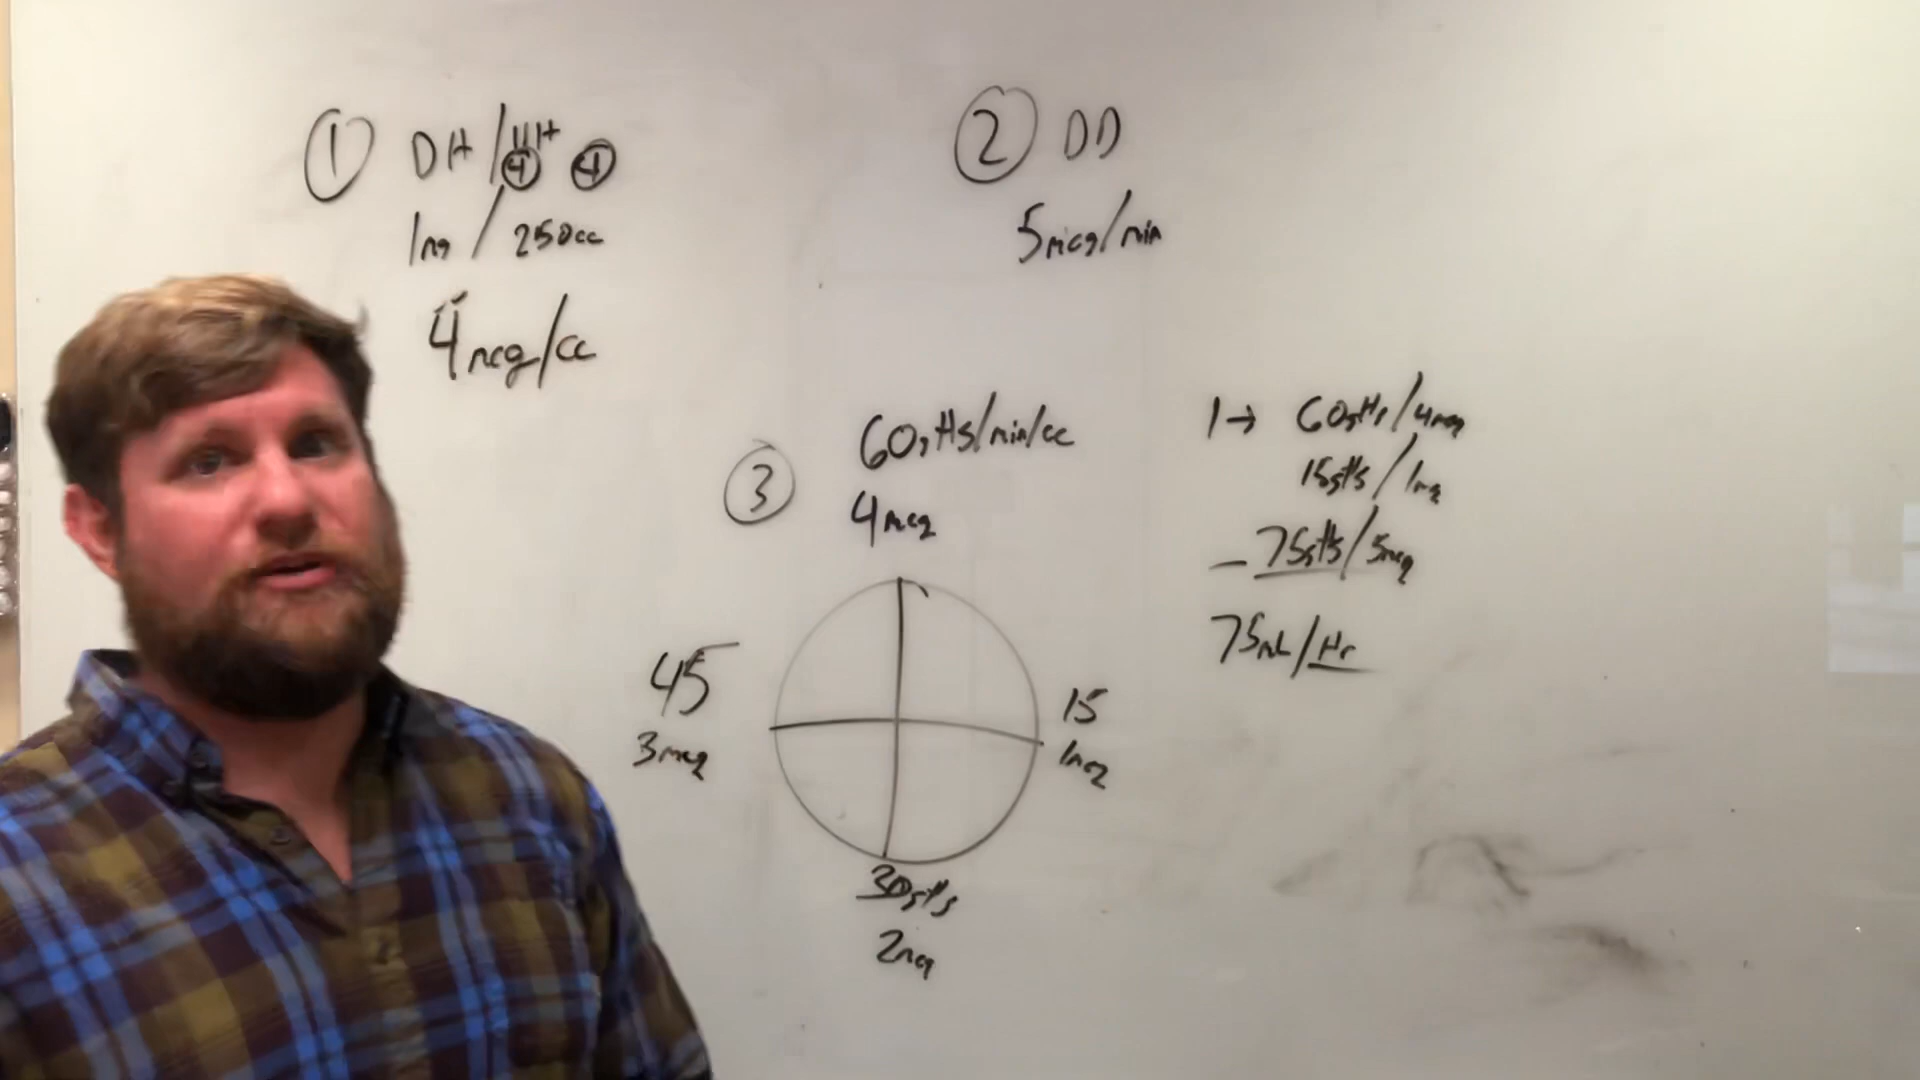 ① DH / VH ④ ④
1mg / 250cc
4mcg/cc
② DD
5mcg/min
③ 60gtts/min/cc
4mcg
45
3mcg
15
1mcg
30gtts
2mcg
1 → 60gtts/4mcg
15gtts/1mcg
- 75gtts/5mcg
75mL/Hr